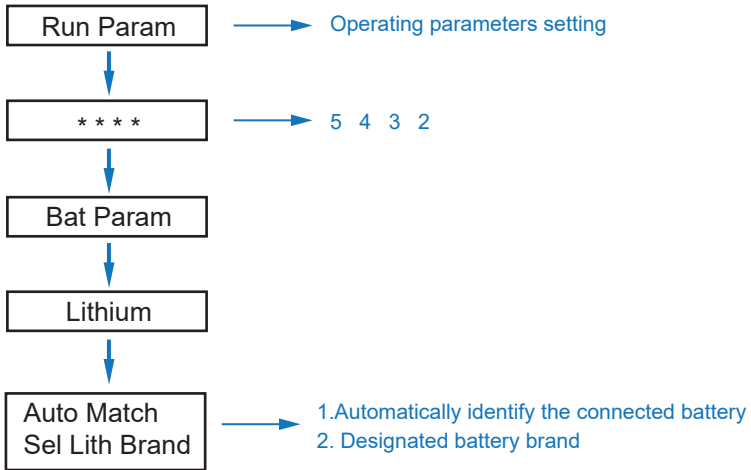 Run Param
Operating parameters setting
* * * *
5 4 3 2
Bat Param
Lithium
Auto Match
Sel Lith Brand
1.Automatically identify the connected battery
2. Designated battery brand